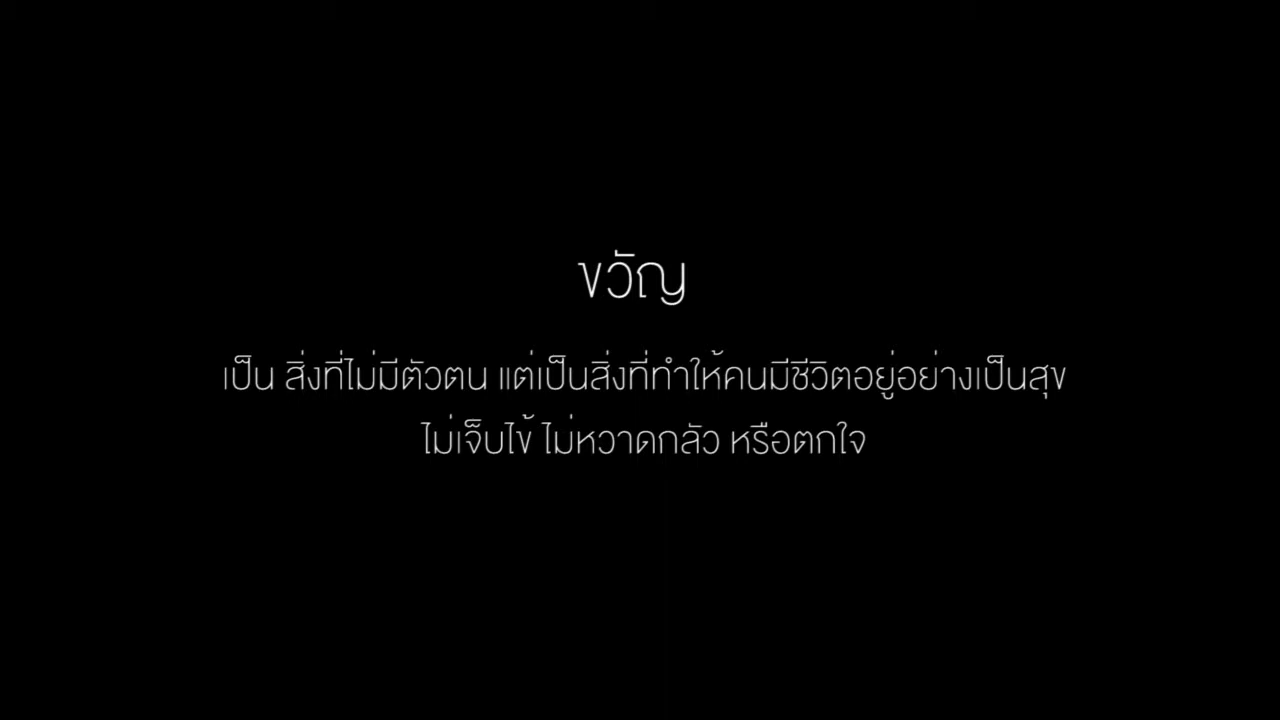 ขวัญ
เป็น สิ่งที่ไม่มีตัวตน แต่เป็นสิ่งที่ทำให้คนมีชีวิตอยู่อย่างเป็นสุข
ไม่เจ็บไข้ ไม่หวาดกลัว หรือตกใจ